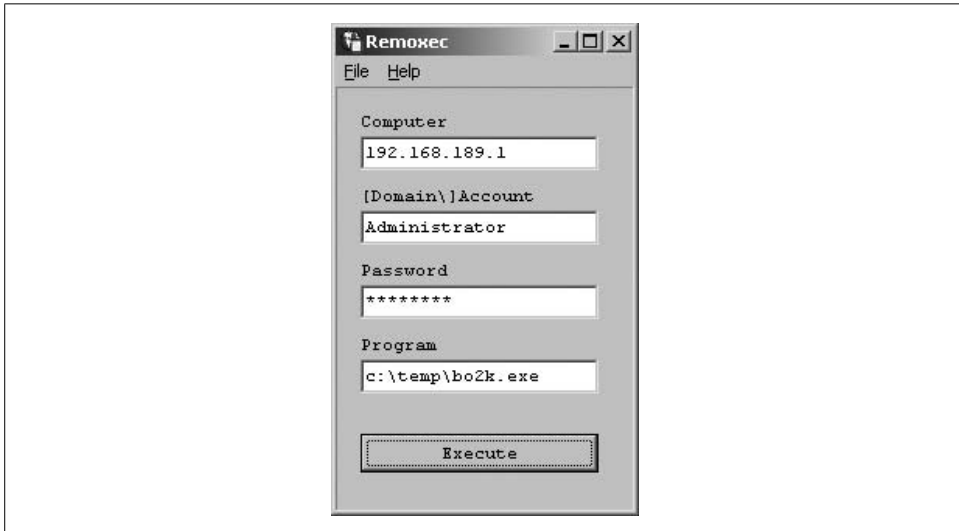 Remoxec
File Help
Computer
192.168.189.1
[Domain\]Account
Administrator
Password
********
Program
c:\temp\bo2k.exe
Execute